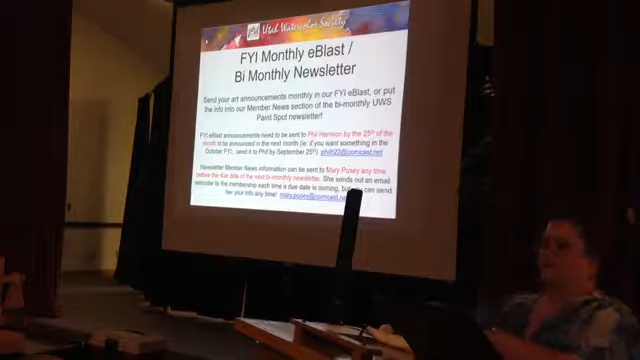 Utah Watercolor Society
FYI Monthly eBlast /
Bi Monthly Newsletter
Send your art announcements monthly in our FYI eBlast, or put
the info into our Member News section of the bi-monthly UWS
Paint Spot newsletter!
FYI eBlast announcements need to be sent to Phil Harmon by the 25th of the
month to be announced in the next month (ie: if you want something in the
October FYI... send it to Phil by September 25th)
Newsletter Member News information can be sent to Mary Pusey any time
before the due date of the next bi-monthly newsletter. She sends out an email
reminder to the membership each time a due date is coming, but you can send
her your info any time! mary.pusey@comcast.net